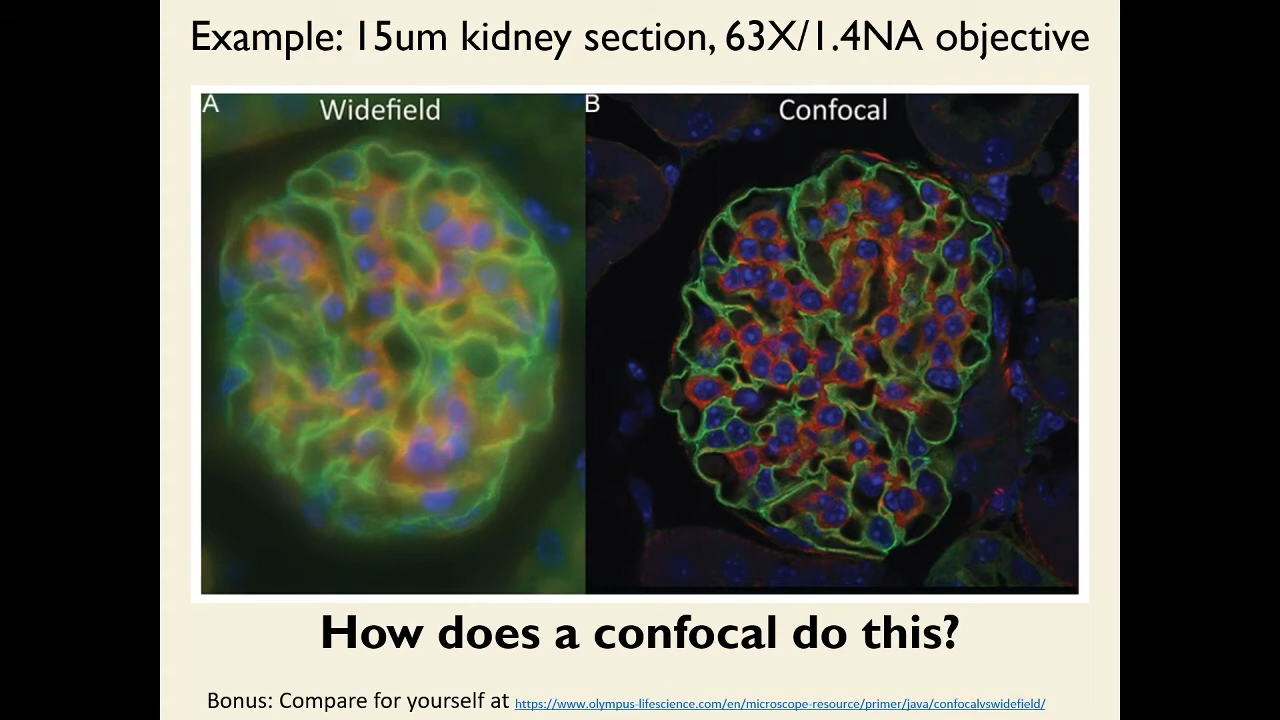 Example: 15um kidney section, 63X/1.4NA objective
A
Widefield
B
Confocal
How does a confocal do this?
Bonus: Compare for yourself at https://www.olympus-lifescience.com/en/microscope-resource/primer/java/confocalvswidefield/